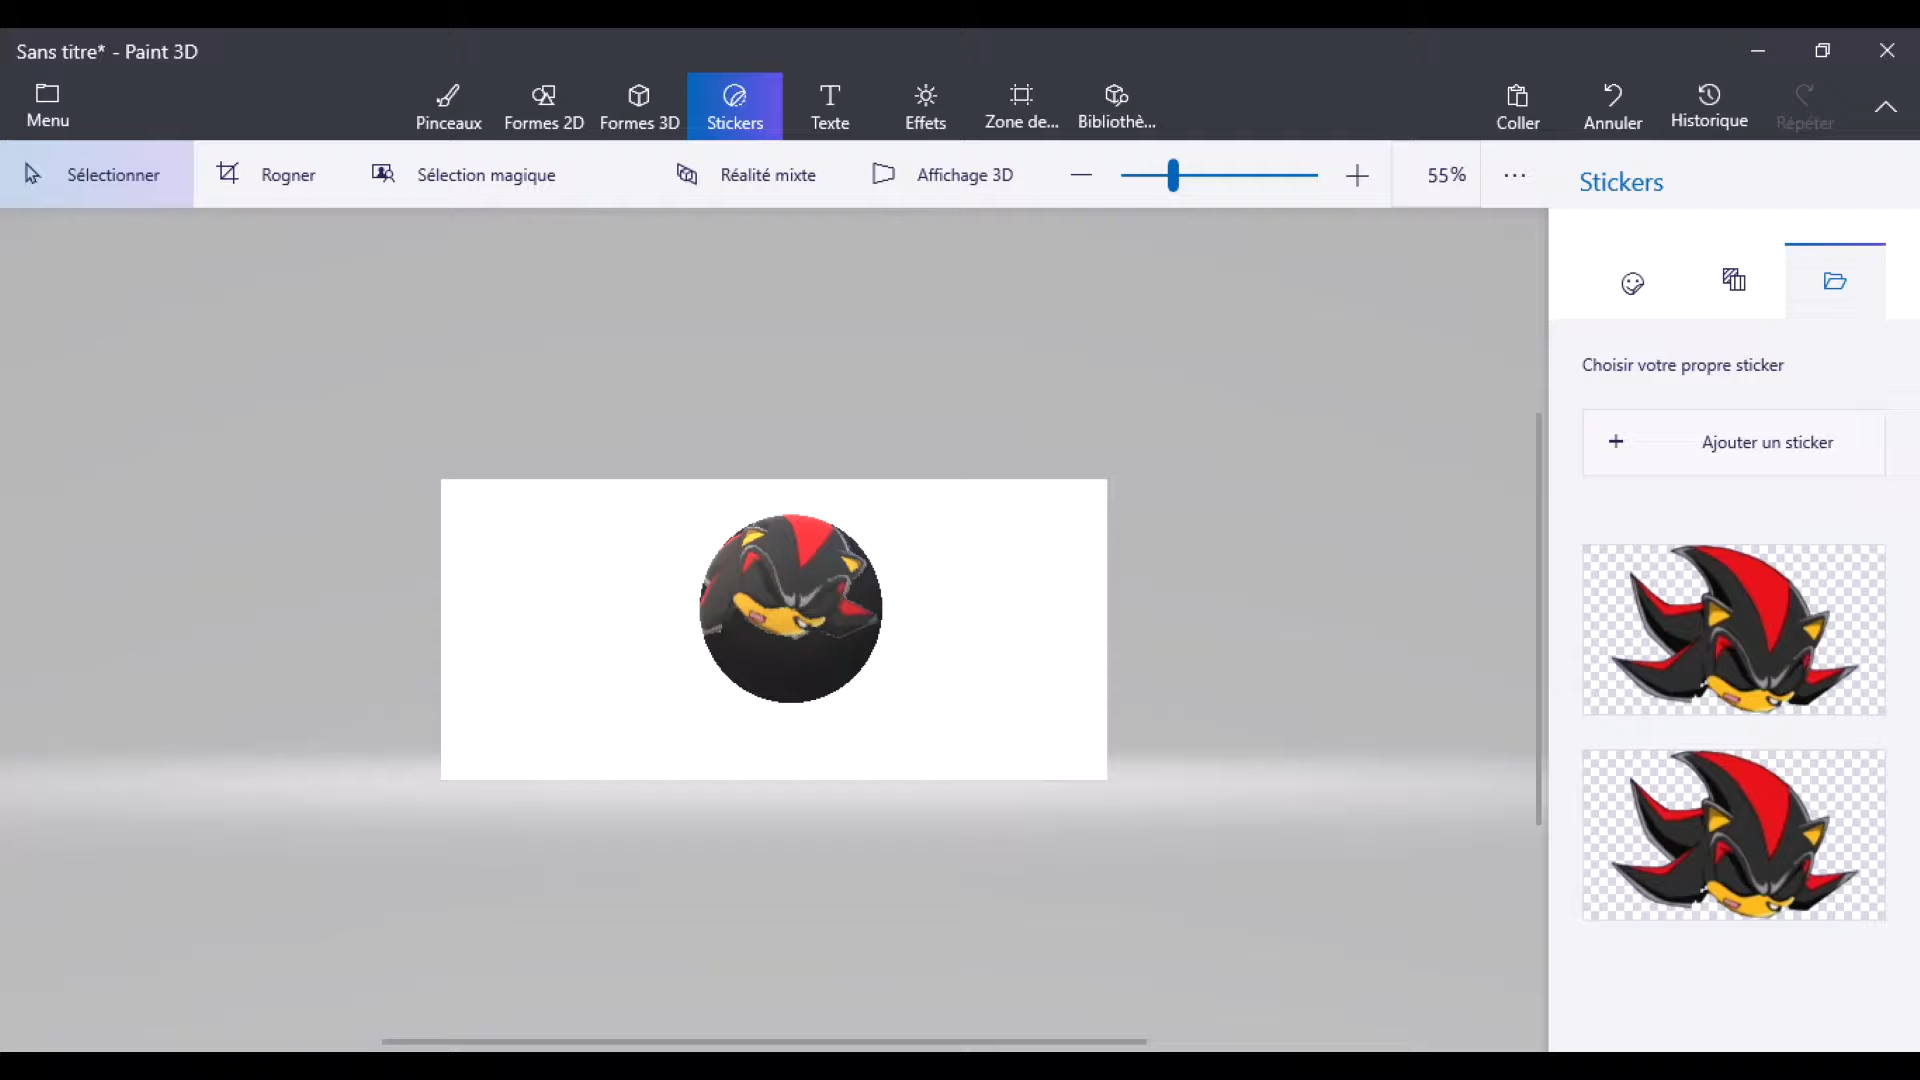 Sans titre* - Paint 3D
Menu
Pinceaux
Formes 2D
Formes 3D
Stickers
Texte
Effets
Zone de...
Bibliothè...
Coller
Annuler
Historique
Répéter
Sélectionner
Rogner
Sélection magique
Réalité mixte
Affichage 3D
55%
Stickers
Choisir votre propre sticker
Ajouter un sticker